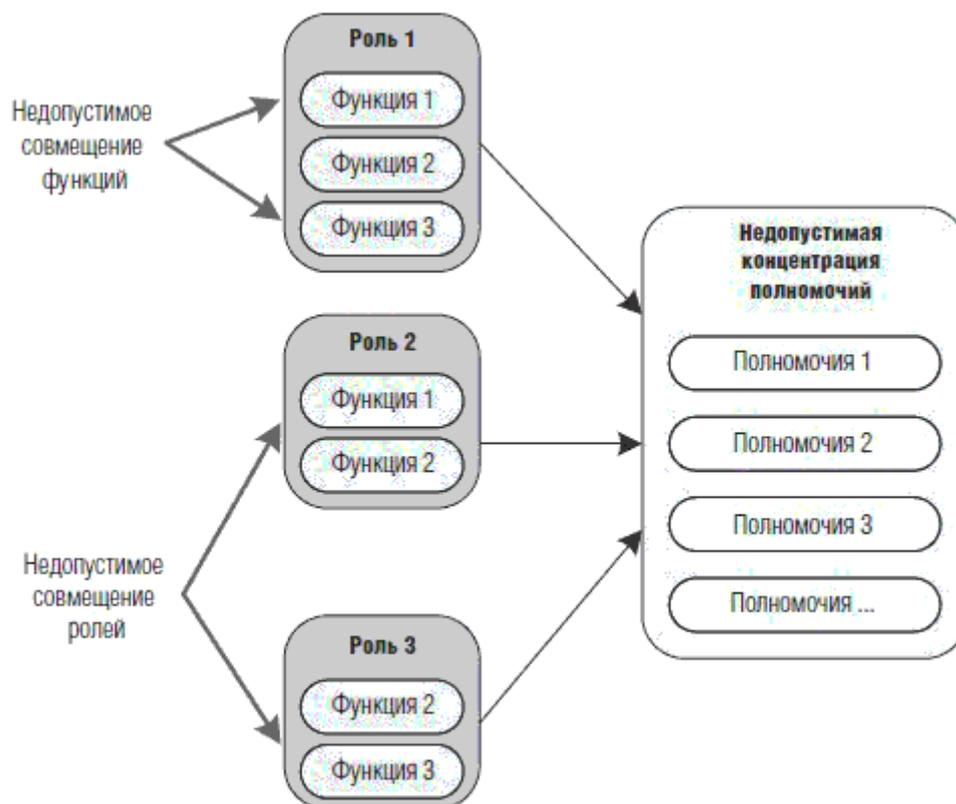 Роль 1
Функция 1
Функция 2
Функция 3
Недопустимое
совмещение
функций
Роль 2
Функция 1
Функция 2
Недопустимое
совмещение
ролей
Роль 3
Функция 2
Функция 3
Недопустимая
концентрация
полномочий
Полномочия 1
Полномочия 2
Полномочия 3
Полномочия ...